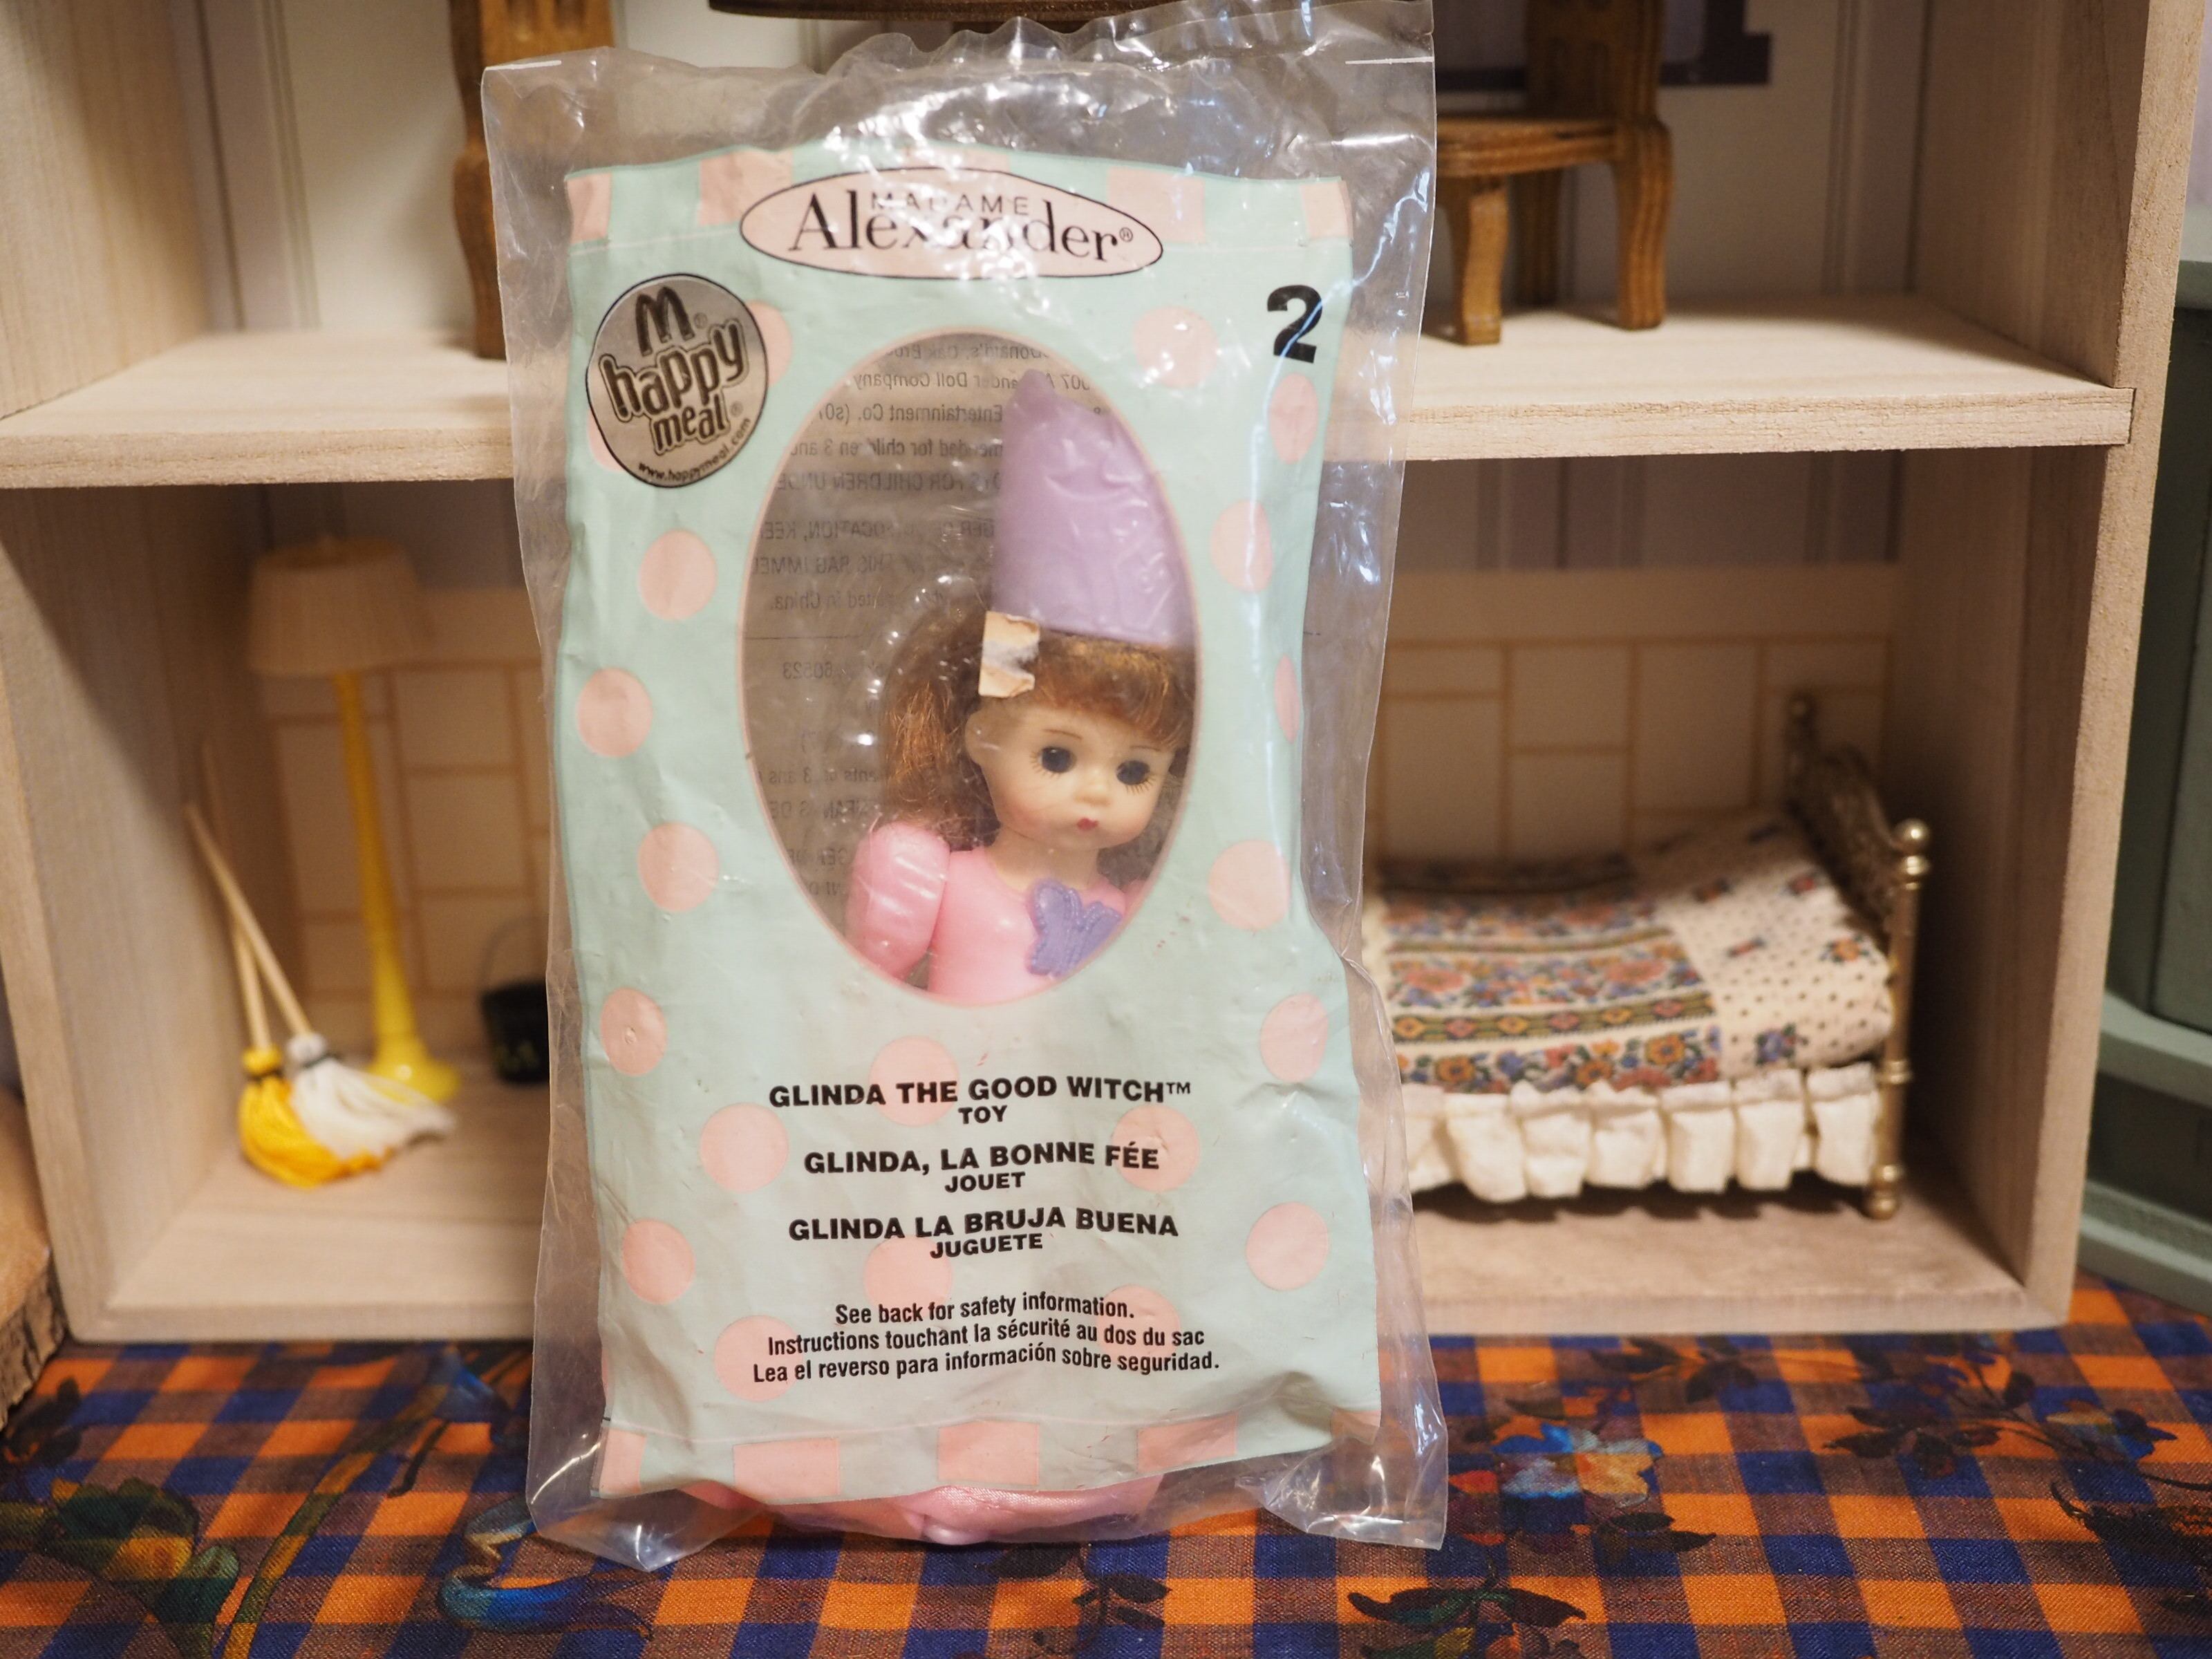 MADAME
Alexander®
M®
happy
meal®
www.happymeal.com
2
GLINDA THE GOOD WITCH™
TOY
GLINDA, LA BONNE FÉE
JOUET
GLINDA LA BRUJA BUENA
JUGUETE
See back for safety information.
Instructions touchant la sécurité au dos du sac
Lea el reverso para información sobre seguridad.